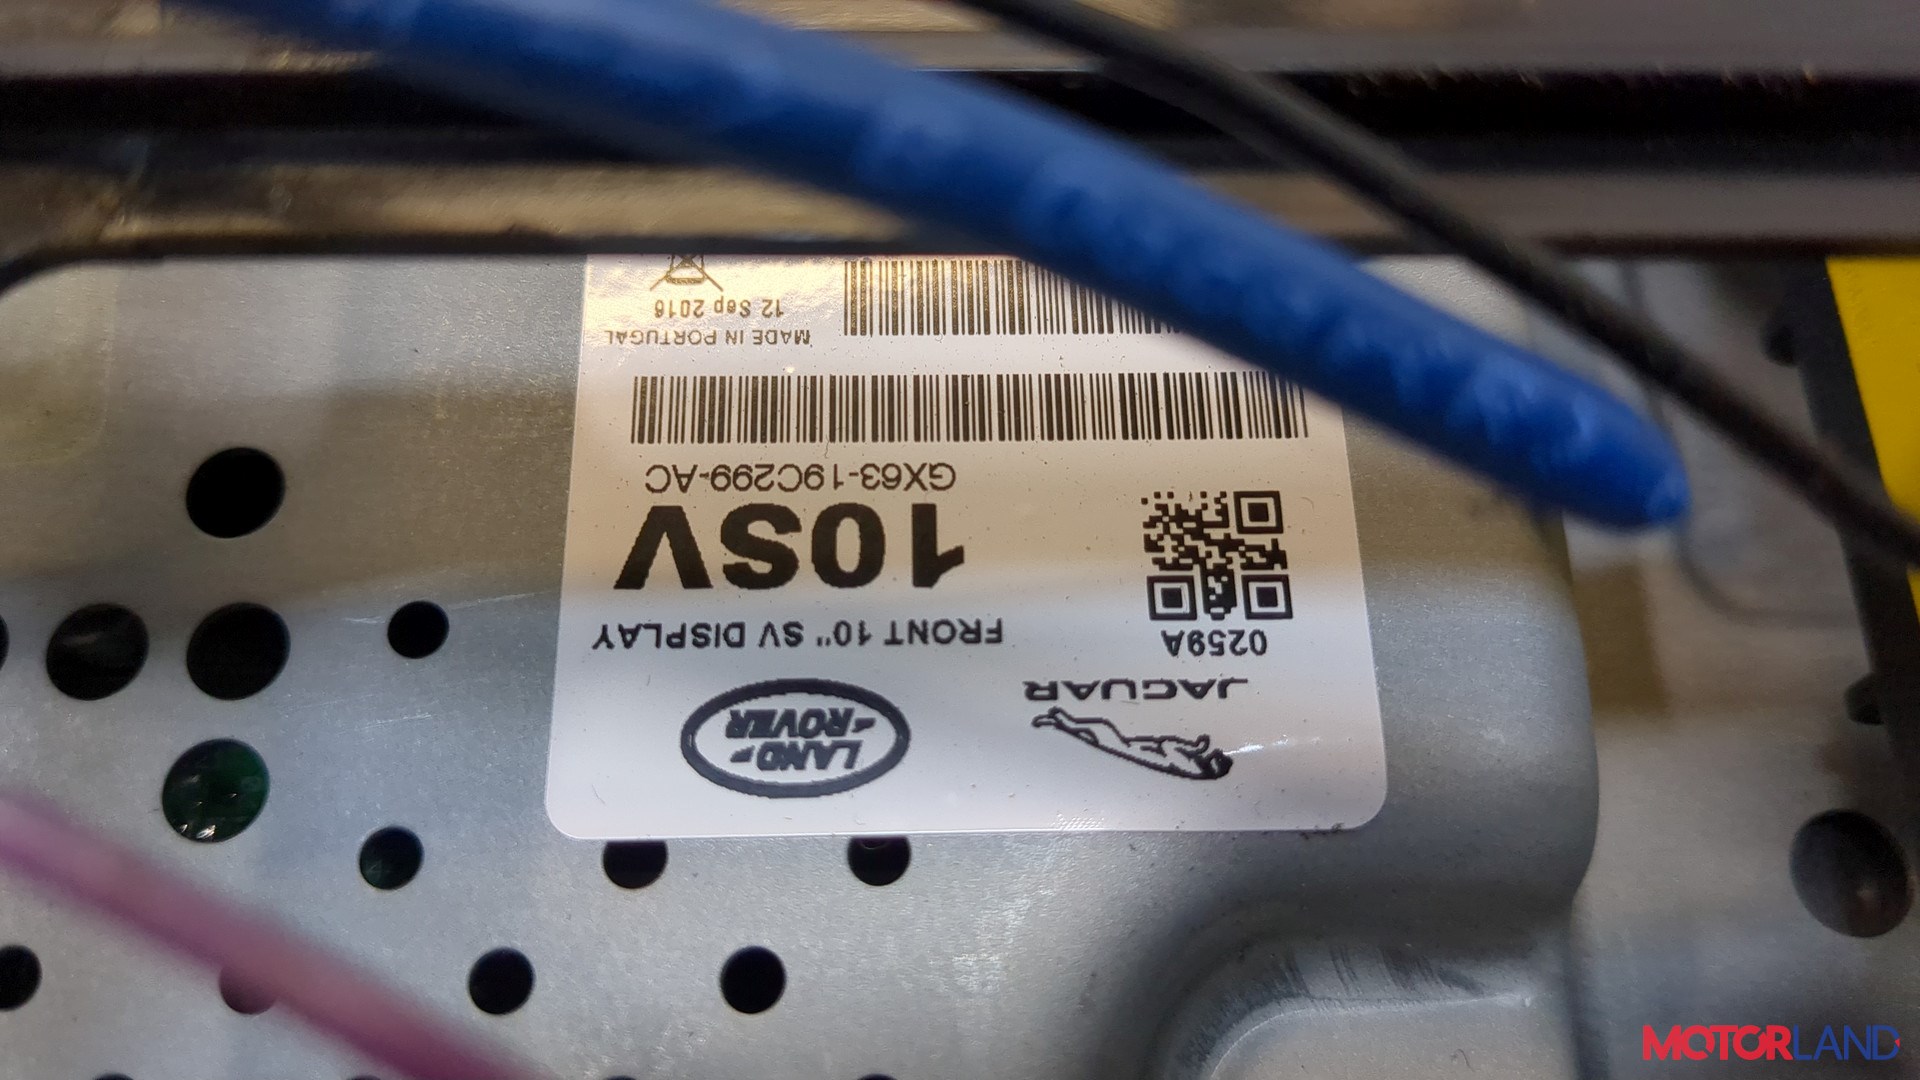 JAGUAR
LAND-
-ROVER
0259A
FRONT 10" SV DISPLAY
10SV
GX63-19C299-AC
MADE IN PORTUGAL
12 Sep 2016
MOTORLAND